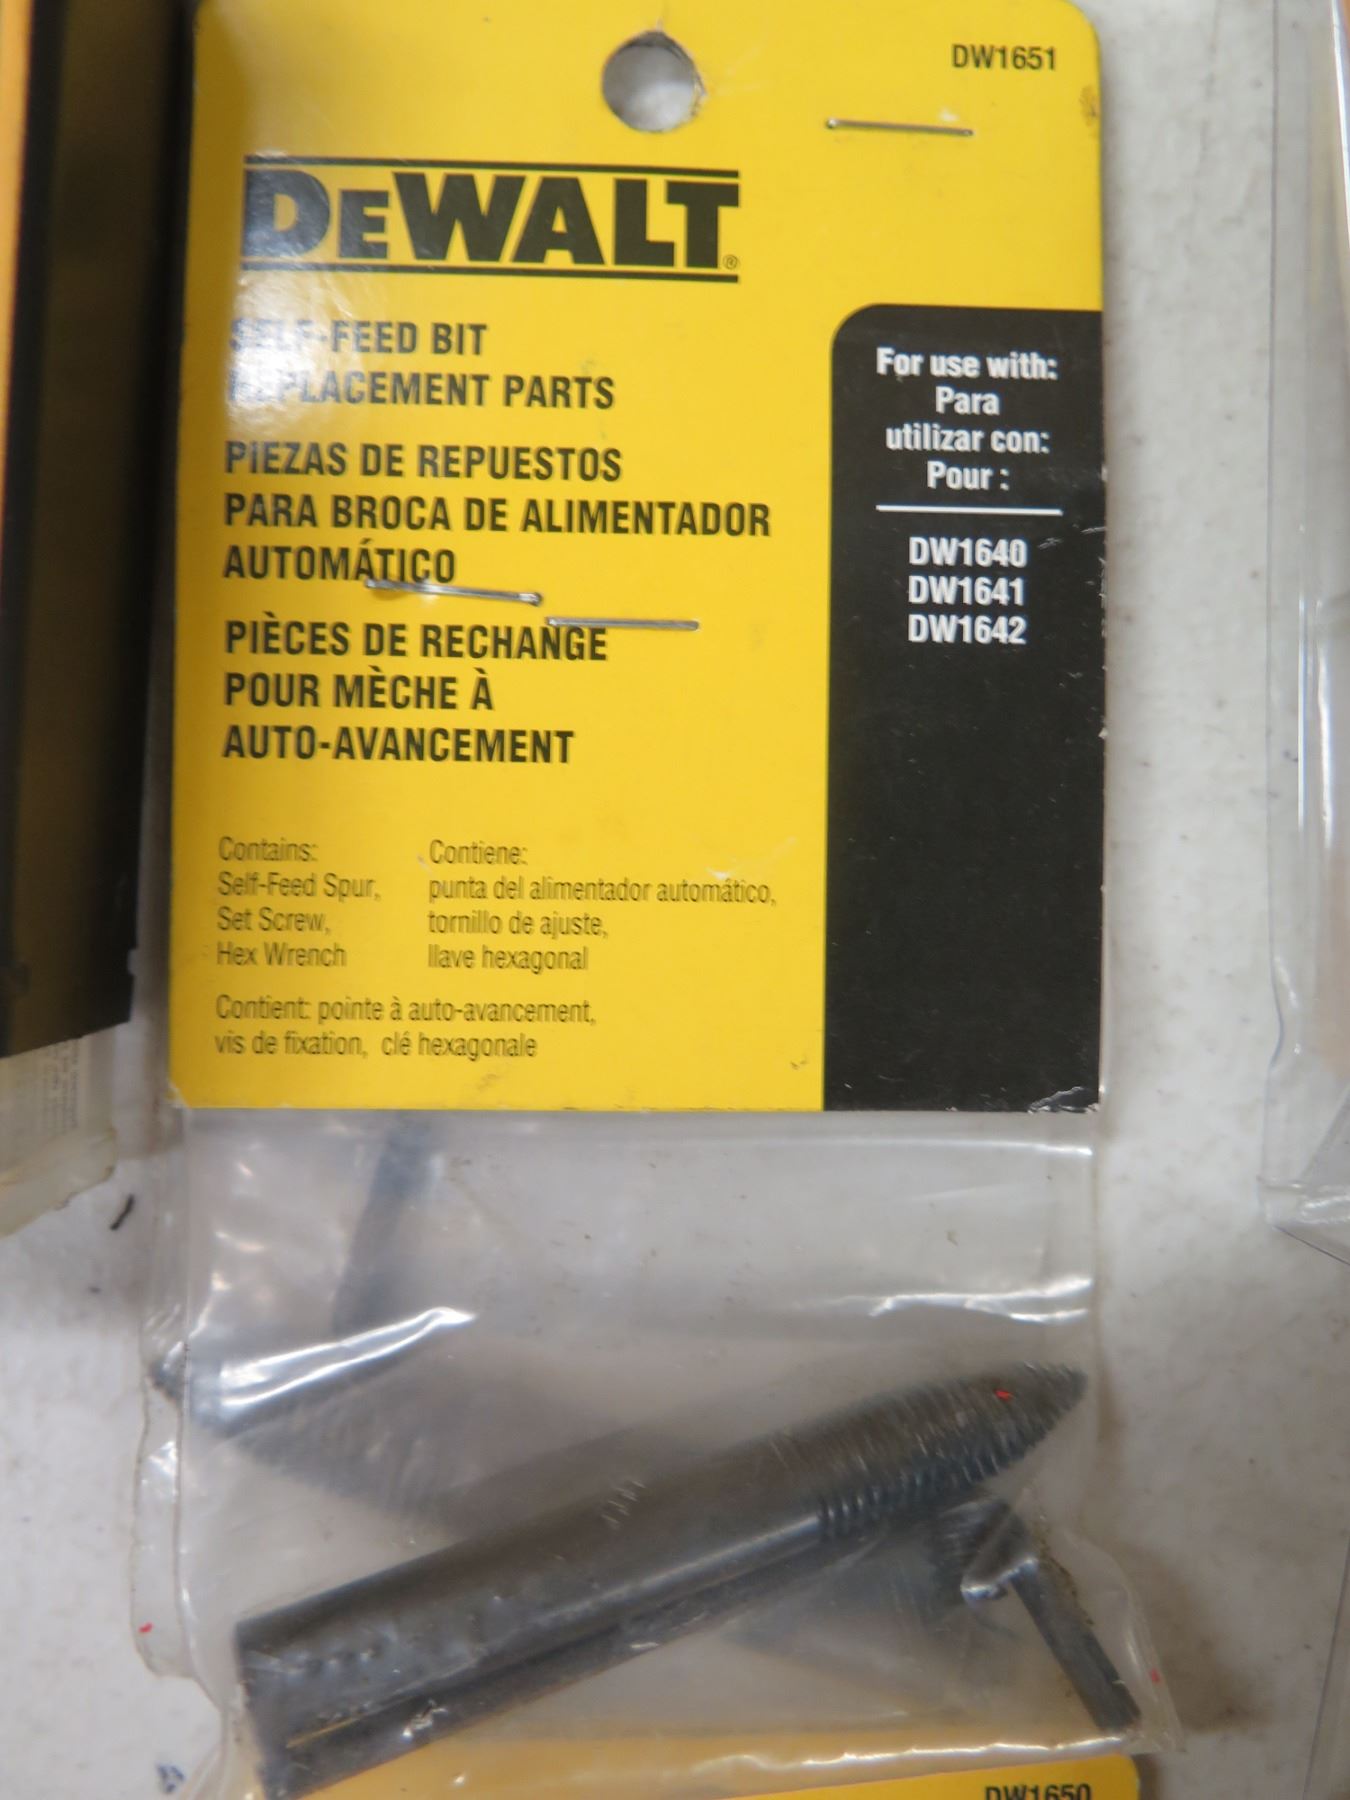 DW1651
DEWALT®
SELF-FEED BIT
REPLACEMENT PARTS
PIEZAS DE REPUESTOS
PARA BROCA DE ALIMENTADOR
AUTOMÁTICO
PIÈCES DE RECHANGE
POUR MÈCHE À
AUTO-AVANCEMENT
For use with:
Para
utilizar con:
Pour :
DW1640
DW1641
DW1642
Contains:
Self-Feed Spur,
Set Screw,
Hex Wrench
Contiene:
punta del alimentador automático,
tornillo de ajuste,
llave hexagonal
Contient: pointe à auto-avancement,
vis de fixation, clé hexagonale
DW1650